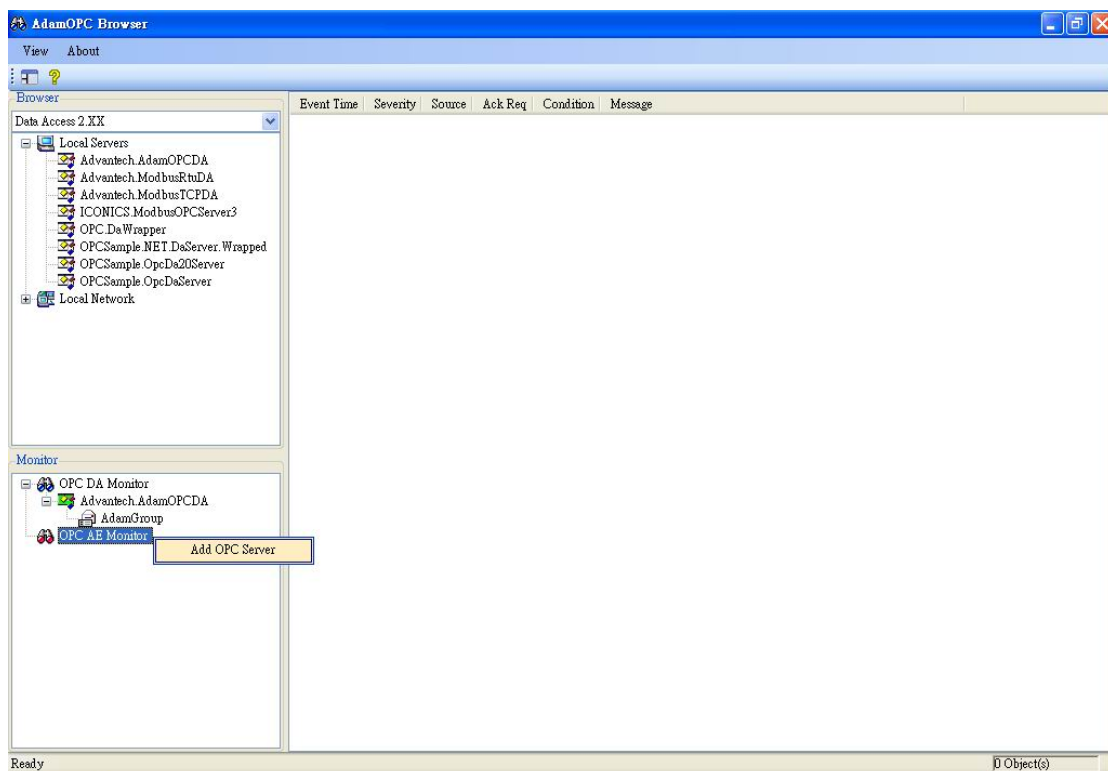 AdamOPC Browser
View About
Browser
Event Time Severity Source Ack Req Condition Message
Data Access 2.XX
Local Servers
Advantech.AdamOPCDA
Advantech.ModbusRtuDA
Advantech.ModbusTCPDA
ICONICS.ModbusOPCServer3
OPC.DaWrapper
OPCSample.NET.DaServer.Wrapped
OPCSample.OpcDa20Server
OPCSample.OpcDaServer
Local Network
Monitor
OPC DA Monitor
Advantech.AdamOPCDA
AdamGroup
OPC AE Monitor
Add OPC Server
Ready 0 Object(s)